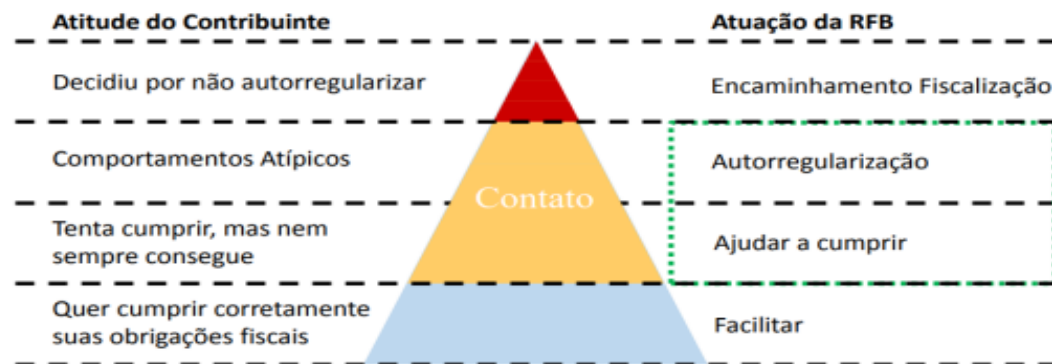 Atitude do Contribuinte
Atuação da RFB
Decidiu por não autorregularizar
Encaminhamento Fiscalização
Comportamentos Atípicos
Autorregularização
Contato
Tenta cumprir, mas nem
sempre consegue
Ajudar a cumprir
Quer cumprir corretamente
suas obrigações fiscais
Facilitar